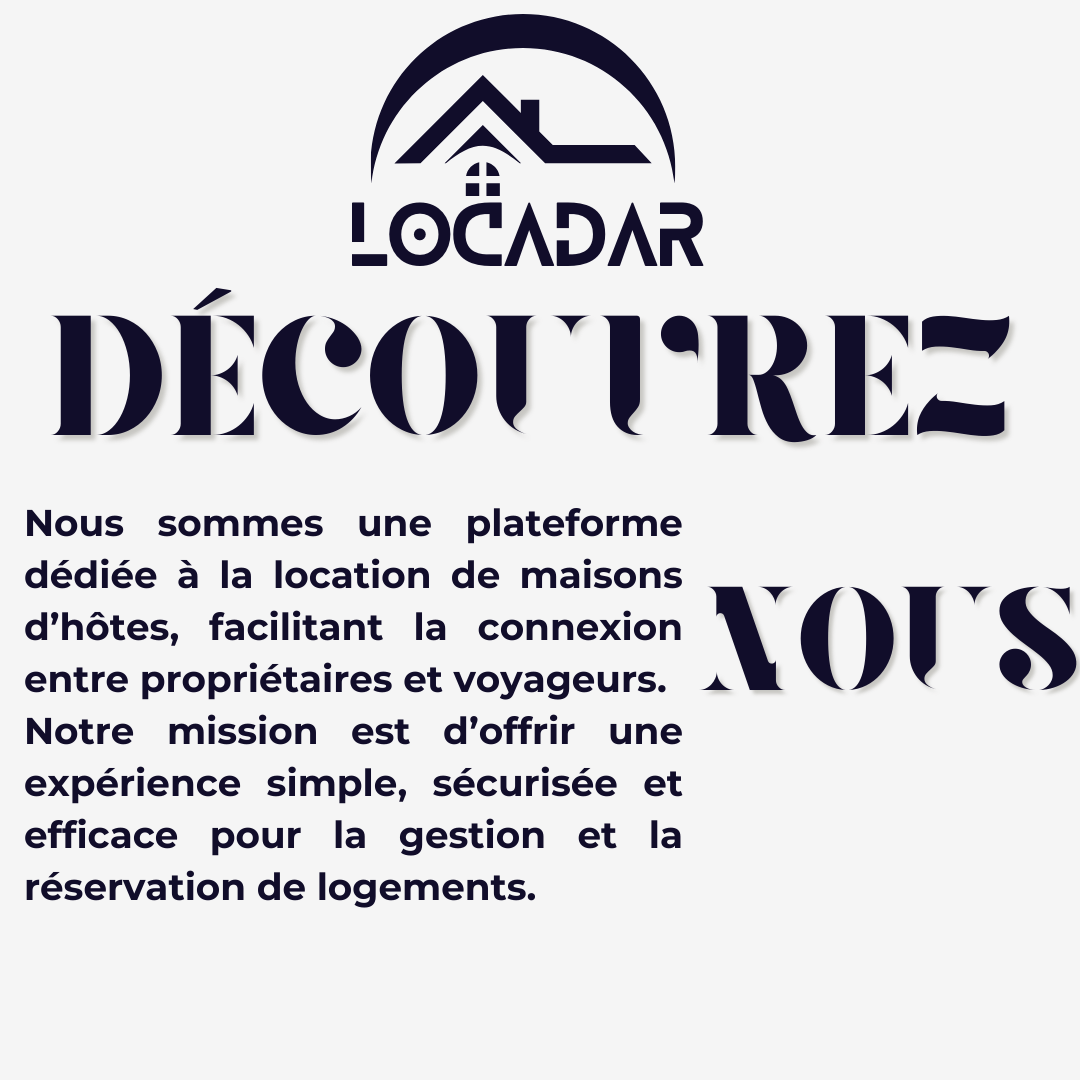 LOCADAR
DÉCOUVREZ
NOUS
Nous sommes une plateforme
dédiée à la location de maisons
d’hôtes, facilitant la connexion
entre propriétaires et voyageurs.
Notre mission est d’offrir une
expérience simple, sécurisée et
efficace pour la gestion et la
réservation de logements.